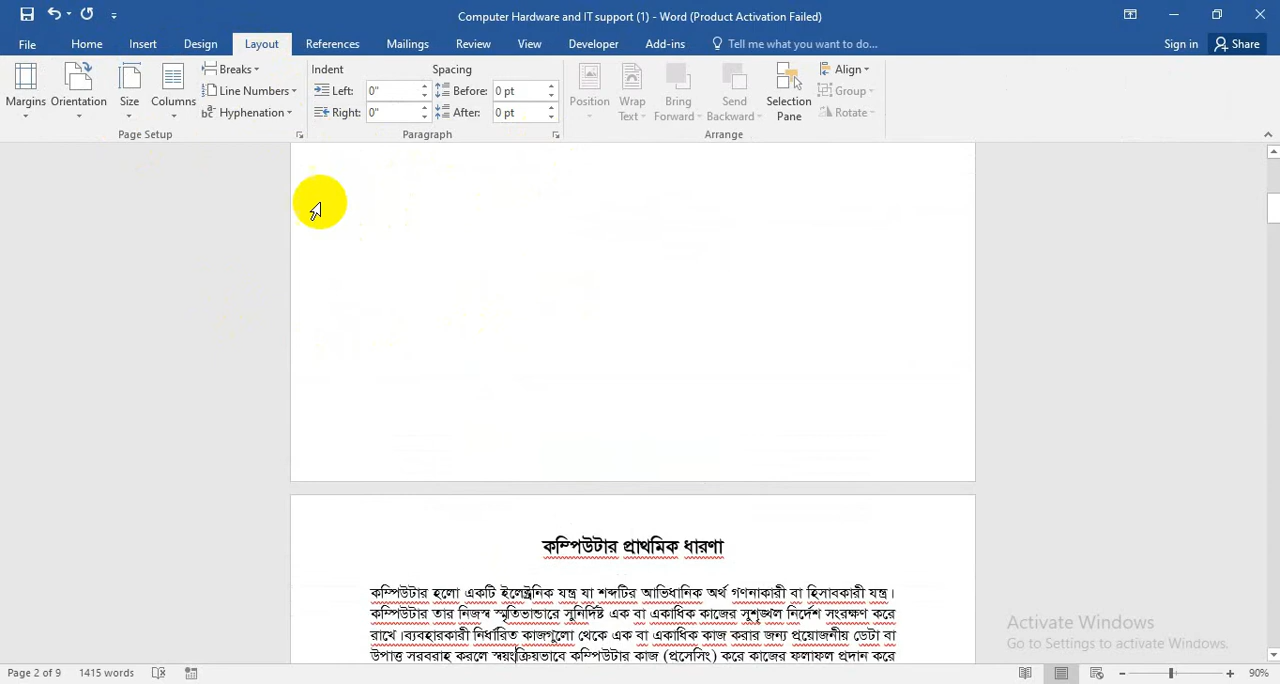 Computer Hardware and IT support (1) - Word (Product Activation Failed)
File Home Insert Design Layout References Mailings Review View Developer Add-ins Tell me what you want to do... Sign in Share
Margins Orientation Size Columns
Breaks
Line Numbers
Hyphenation
Page Setup
Indent Spacing
Left: 0" Before: 0 pt
Right: 0" After: 0 pt
Paragraph
Position Wrap Text Bring Forward Send Backward Selection Pane
Align
Group
Rotate
Arrange
কম্পিউটার প্রাথমিক ধারণা
কম্পিউটার হলো একটি ইলেক্ট্রনিক যন্ত্র যা শব্দটির আভিধানিক অর্থ গণনাকারী বা হিসাবকারী যন্ত্র।
কম্পিউটার তার নিজস্ব স্মৃতিভান্ডারে সুনির্দিষ্ট এক বা একাধিক কাজের সুশৃঙ্খল নির্দেশ সংরক্ষণ করে
রাখে।ব্যবহারকারী নির্ধারিত কাজগুলো থেকে এক বা একাধিক কাজ করার জন্য প্রয়োজনীয় ডেটা বা
উপাত্ত সরবরাহ করলে স্বয়ংক্রিয়ভাবে কম্পিউটার কাজ (প্রসেসিং) করে কাজের ফলাফল প্রদান করে
Activate Windows
Go to Settings to activate Windows.
Page 2 of 9 1415 words 90%